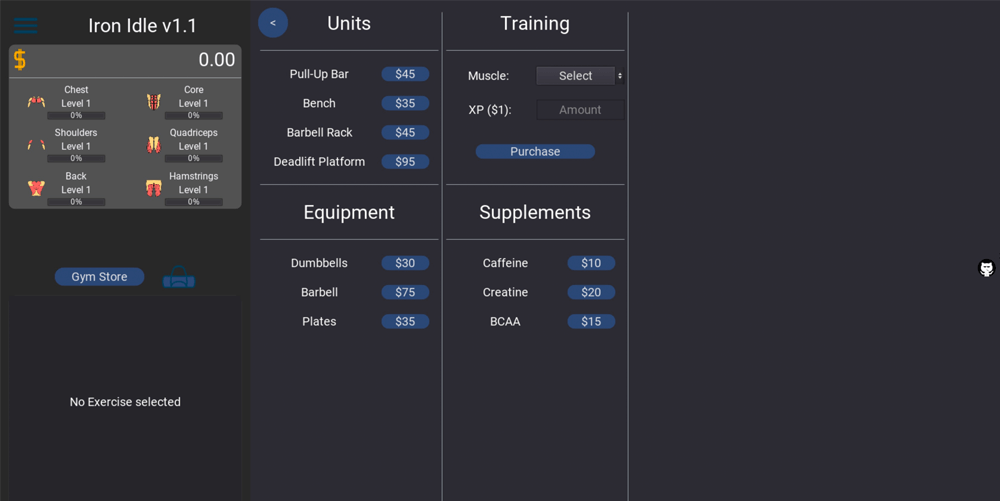 Iron Idle v1.1
$ 0.00
Chest
Level 1
0%
Core
Level 1
0%
Shoulders
Level 1
0%
Quadriceps
Level 1
0%
Back
Level 1
0%
Hamstrings
Level 1
0%
Gym Store
No Exercise selected
<
Units
Pull-Up Bar $45
Bench $35
Barbell Rack $45
Deadlift Platform $95
Training
Muscle: Select
XP ($1): Amount
Purchase
Equipment
Dumbbells $30
Barbell $75
Plates $35
Supplements
Caffeine $10
Creatine $20
BCAA $15